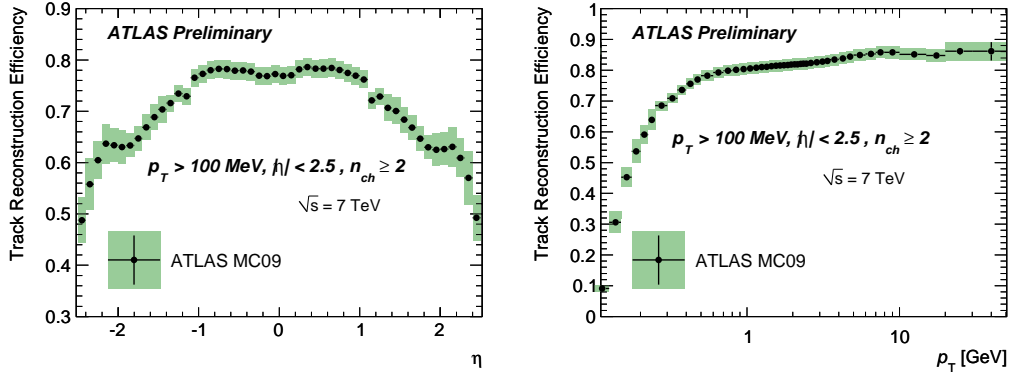 Track Reconstruction Efficiency
0.9
0.8
0.7
0.6
0.5
0.4
0.3
ATLAS Preliminary
p_T > 100 MeV, |η| < 2.5 , n_ch ≥ 2
√s = 7 TeV
ATLAS MC09
-2 -1 0 1 2
η
Track Reconstruction Efficiency
1
0.9
0.8
0.7
0.6
0.5
0.4
0.3
0.2
0.1
0
ATLAS Preliminary
p_T > 100 MeV, |η| < 2.5 , n_ch ≥ 2
√s = 7 TeV
ATLAS MC09
1 10
p_T [GeV]